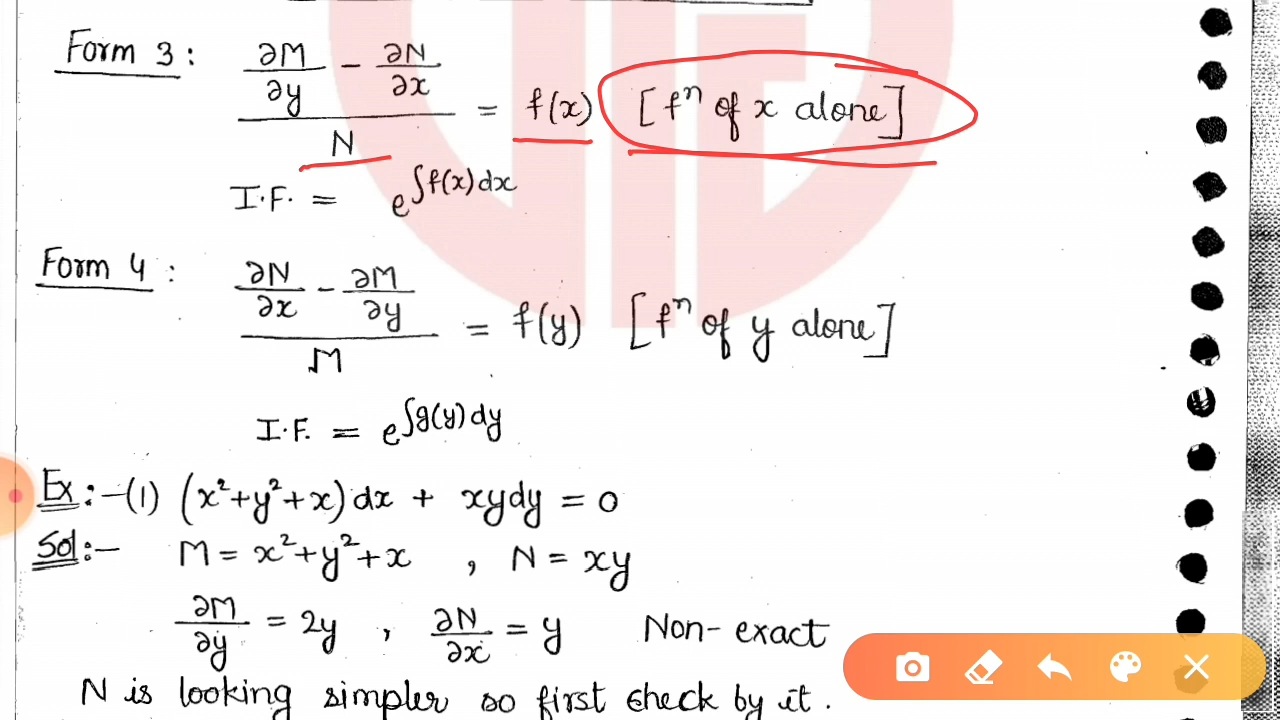 Form 3 : ∂M/∂y - ∂N/∂x / N = f(x) [fⁿ of x alone]
I.F. = e^∫f(x)dx
Form 4 : ∂N/∂x - ∂M/∂y / M = f(y) [fⁿ of y alone]
I.F. = e^∫g(y)dy
Ex:-(1) (x²+y²+x)dx + xydy = 0
Sol:- M = x²+y²+x , N = xy
∂M/∂y = 2y , ∂N/∂x = y Non-exact
N is looking simpler so first check by it.